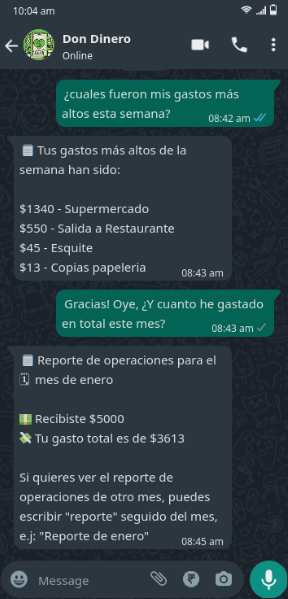 10:04 am
Don Dinero
Online
¿cuales fueron mis gastos más
altos esta semana?
08:42 am
Tus gastos más altos de la
semana han sido:
$1340 - Supermercado
$550 - Salida a Restaurante
$45 - Esquite
$13 - Copias papeleria
08:43 am
Gracias! Oye, ¿Y cuanto he gastado
en total este mes?
08:43 am
Reporte de operaciones para el
mes de enero
Recibiste $5000
Tu gasto total es de $3613
Si quieres ver el reporte de
operaciones de otro mes, puedes
escribir "reporte" seguido del mes,
e.j: "Reporte de enero"
08:45 am
Message